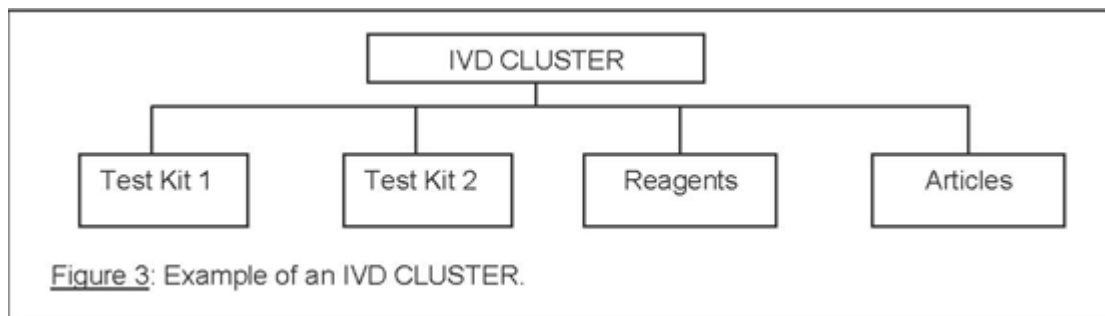 IVD CLUSTER
Test Kit 1
Test Kit 2
Reagents
Articles
Figure 3: Example of an IVD CLUSTER.